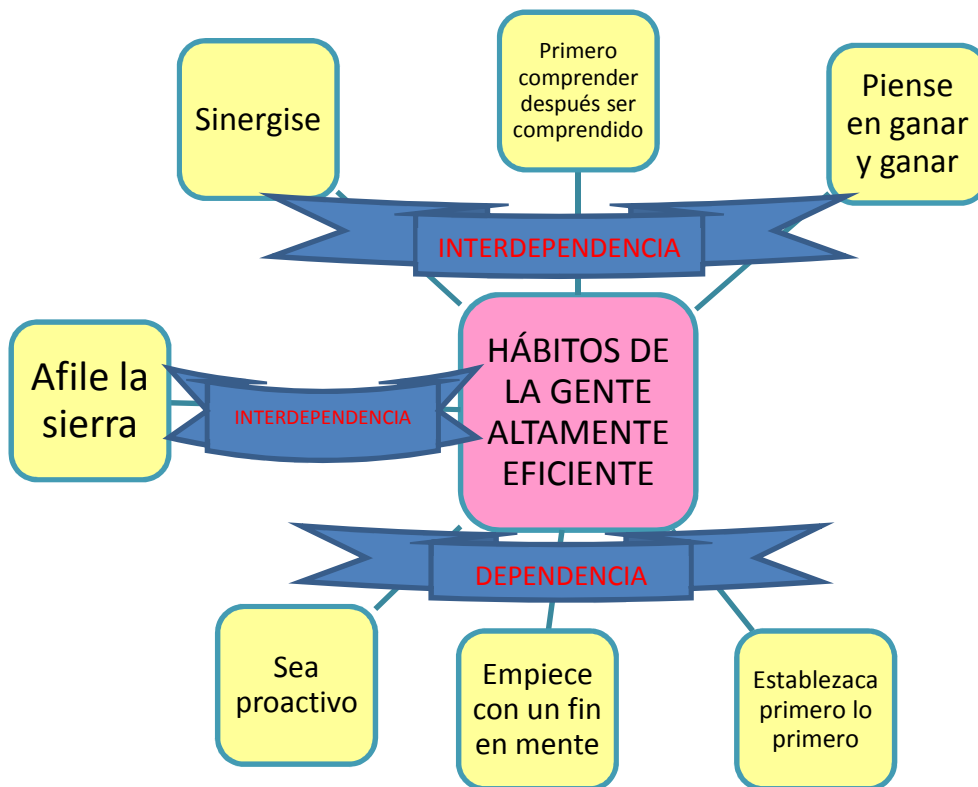 Sinergise
Primero
comprender
después ser
comprendido
Piense
en ganar
y ganar
INTERDEPENDENCIA
Afile la
sierra
INTERDEPENDENCIA
HÁBITOS DE
LA GENTE
ALTAMENTE
EFICIENTE
DEPENDENCIA
Sea
proactivo
Empiece
con un fin
en mente
Establezaca
primero lo
primero